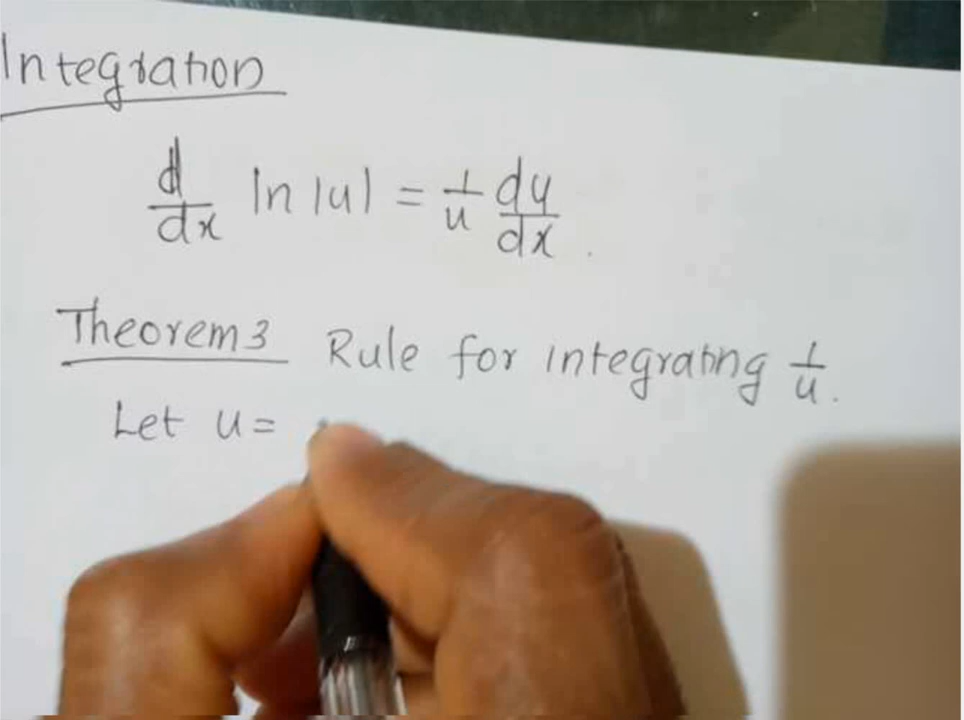 Integration
d/dx ln |u| = 1/u du/dx .
Theorem 3 Rule for integrating 1/u.
Let u=